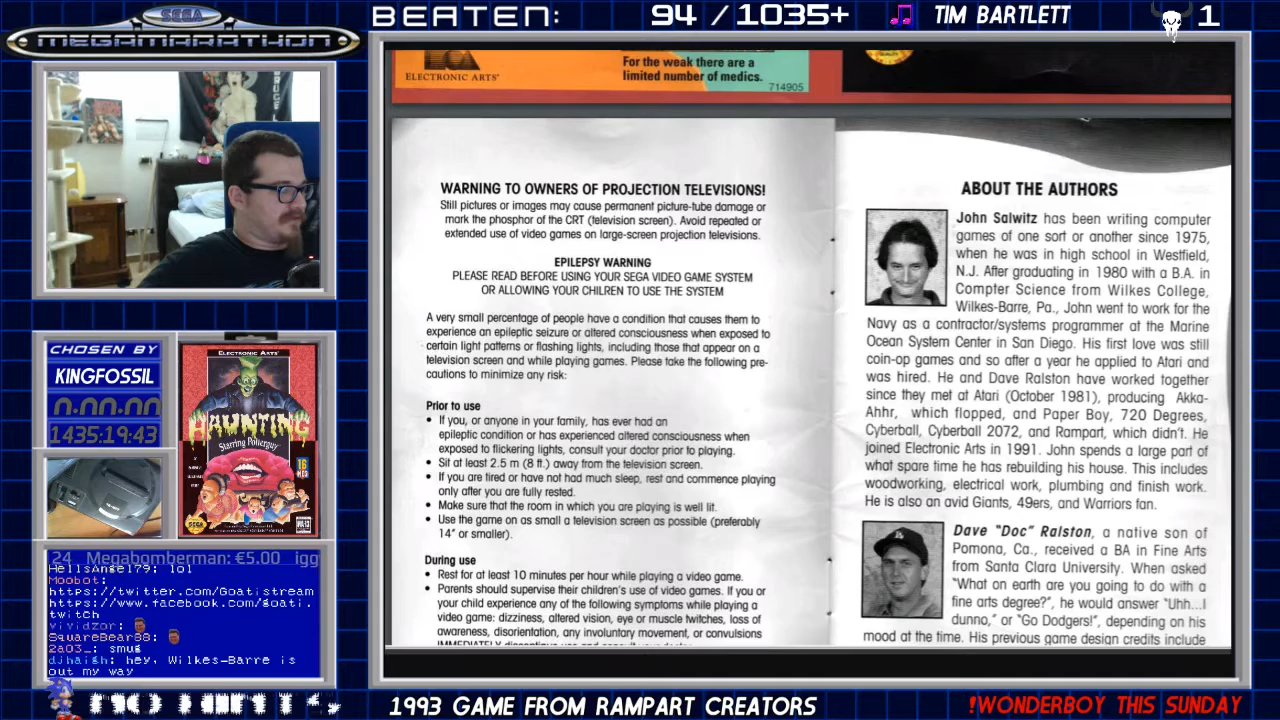 SEGA
MEGAMARATHON
BEATEN:
94 / 1035+
TIM BARTLETT
1
CHOSEN BY
KINGFOSSIL
0.00.00
1435:19:43
ELECTRONIC ARTS
HAUNTING
Starring Polterguy
16
SEGA
24 Megabomberman: €5.00 igg
HellsAngel79: lol
Moobot:
https://twitter.com/Goatistream
https://www.facebook.com/goati.
twitch
vividzor:
SquareBear88:
2a03_: smug
djhaigh: hey, Wilkes-Barre is
out my way
ELECTRONIC ARTS®
For the weak there are a
limited number of medics.
714905
WARNING TO OWNERS OF PROJECTION TELEVISIONS!
Still pictures or images may cause permanent picture-tube damage or
mark the phosphor of the CRT (television screen). Avoid repeated or
extended use of video games on large-screen projection televisions.
EPILEPSY WARNING
PLEASE READ BEFORE USING YOUR SEGA VIDEO GAME SYSTEM
OR ALLOWING YOUR CHILREN TO USE THE SYSTEM
A very small percentage of people have a condition that causes them to
experience an epileptic seizure or altered consciousness when exposed to
certain light patterns or flashing lights, including those that appear on a
television screen and while playing games. Please take the following pre-
cautions to minimize any risk:
Prior to use
• If you, or anyone in your family, has ever had an
epileptic condition or has experienced altered consciousness when
exposed to flickering lights, consult your doctor prior to playing.
• Sit at least 2.5 m (8 ft.) away from the television screen.
• If you are tired or have not had much sleep, rest and commence playing
only after you are fully rested.
• Make sure that the room in which you are playing is well lit.
• Use the game on as small a television screen as possible (preferably
14" or smaller).
During use
• Rest for at least 10 minutes per hour while playing a video game.
• Parents should supervise their children's use of video games. If you or
your child experience any of the following symptoms while playing a
video game: dizziness, altered vision, eye or muscle twitches, loss of
awareness, disorientation, any involuntary movement, or convulsions
IMMEDIATELY discontinue use and consult your doctor.
ABOUT THE AUTHORS
John Salwitz has been writing computer
games of one sort or another since 1975,
when he was in high school in Westfield,
N.J. After graduating in 1980 with a B.A. in
Compter Science from Wilkes College,
Wilkes-Barre, Pa., John went to work for the
Navy as a contractor/systems programmer at the Marine
Ocean System Center in San Diego. His first love was still
coin-op games and so after a year he applied to Atari and
was hired. He and Dave Ralston have worked together
since they met at Atari (October 1981), producing Akka-
Ahhr, which flopped, and Paper Boy, 720 Degrees,
Cyberball, Cyberball 2072, and Rampart, which didn't. He
joined Electronic Arts in 1991. John spends a large part of
what spare time he has rebuilding his house. This includes
woodworking, electrical work, plumbing and finish work.
He is also an avid Giants, 49ers, and Warriors fan.
Dave "Doc" Ralston, a native son of
Pomona, Ca., received a BA in Fine Arts
from Santa Clara University. When asked
"What on earth are you going to do with a
fine arts degree?", he would answer "Uhh...I
dunno," or "Go Dodgers!", depending on his
mood at the time. His previous game design credits include
1993 GAME FROM RAMPART CREATORS
!WONDERBOY THIS SUNDAY